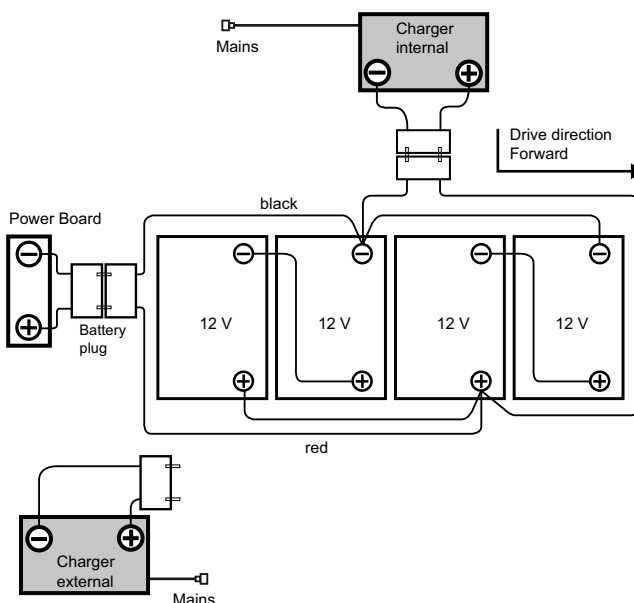 Charger
internal
Mains
Drive direction
Forward
black
Power Board
12 V
12 V
12 V
12 V
Battery
plug
red
Charger
external
Mains